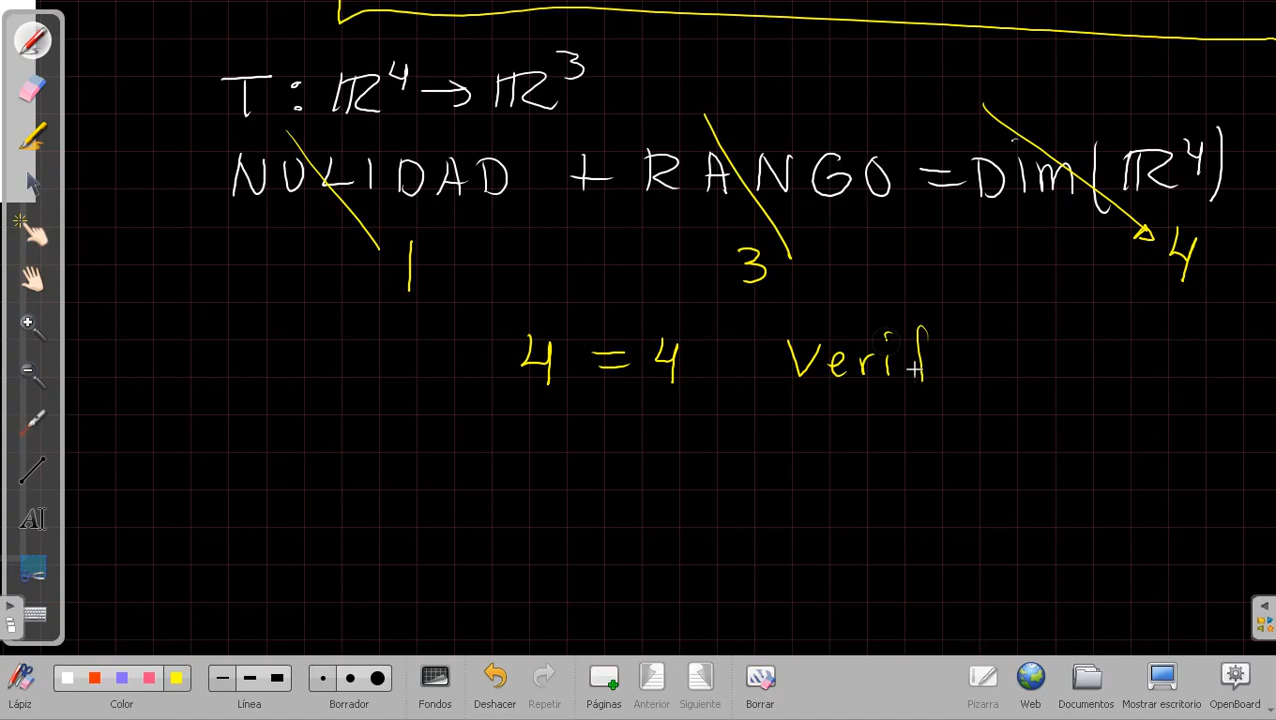 T: ℝ⁴ → ℝ³
NULIDAD + RANGO = Dim(ℝ⁴)
1 3 4
4 = 4 Verif
Lápiz Color Línea Borrador Fondos Deshacer Repetir Páginas Anterior Siguiente Borrar Pizarra Web Documentos Mostrar escritorio OpenBoard